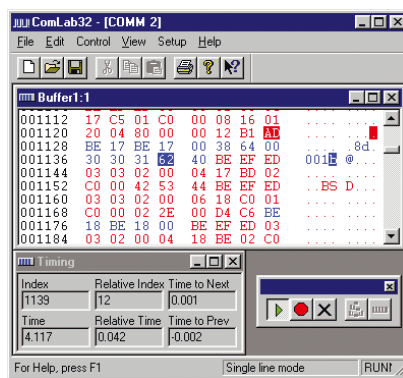 ComLab32 - [COMM 2]
File Edit Control View Setup Help
Buffer1:1
001112 17 C5 01 C0 00 08 16 01 .... ....
001120 20 04 80 00 00 12 B1 AD .... ....
001128 BE 17 BE 17 00 38 64 00 .... .8d.
001136 30 30 31 62 40 BE EF ED 001b @...
001144 03 03 02 00 04 17 BD 02 .... ....
001152 C0 00 42 53 44 BE EF ED ..BS D...
001160 03 03 02 00 06 18 C0 01 .... ....
001168 C0 00 02 2E 00 D4 C6 BE .... ....
001176 18 BE 18 00 BE EF ED 03 .... ....
001184 03 02 00 04 18 BE 02 C0 .... ....
Timing
Index Relative Index Time to Next
1139 12 0.001
Time Relative Time Time to Prev
4.117 0.042 -0.002
For Help, press F1 Single line mode